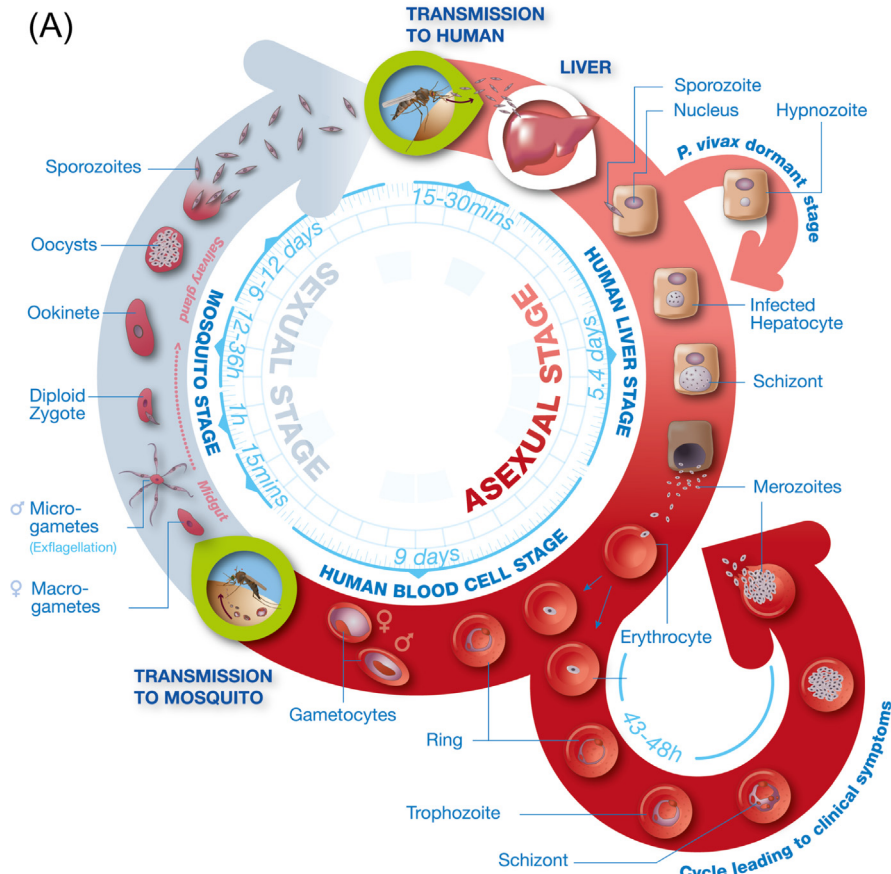 (A)
TRANSMISSION
TO HUMAN
LIVER
Sporozoite
Nucleus
Hypnozoite
P. vivax dormant stage
Sporozoites
Oocysts
Ookinete
Diploid
Zygote
♂ Micro-
gametes
(Exflagellation)
♀ Macro-
gametes
Salivary gland
Midgut
MOSQUITO STAGE
SEXUAL STAGE
ASEXUAL STAGE
HUMAN LIVER STAGE
HUMAN BLOOD CELL STAGE
15-30mins
5.4 days
9 days
15mins
1h
12-36h
9-12 days
Infected
Hepatocyte
Schizont
Merozoites
Erythrocyte
TRANSMISSION
TO MOSQUITO
♀
♂
Gametocytes
Ring
43-48h
Trophozoite
Schizont
Cycle leading to clinical symptoms